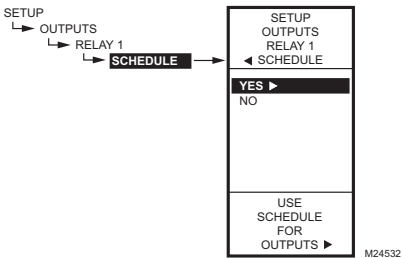 SETUP
OUTPUTS
RELAY 1
SCHEDULE
SETUP
OUTPUTS
RELAY 1
◄ SCHEDULE
YES ►
NO
USE
SCHEDULE
FOR
OUTPUTS ►
M24532